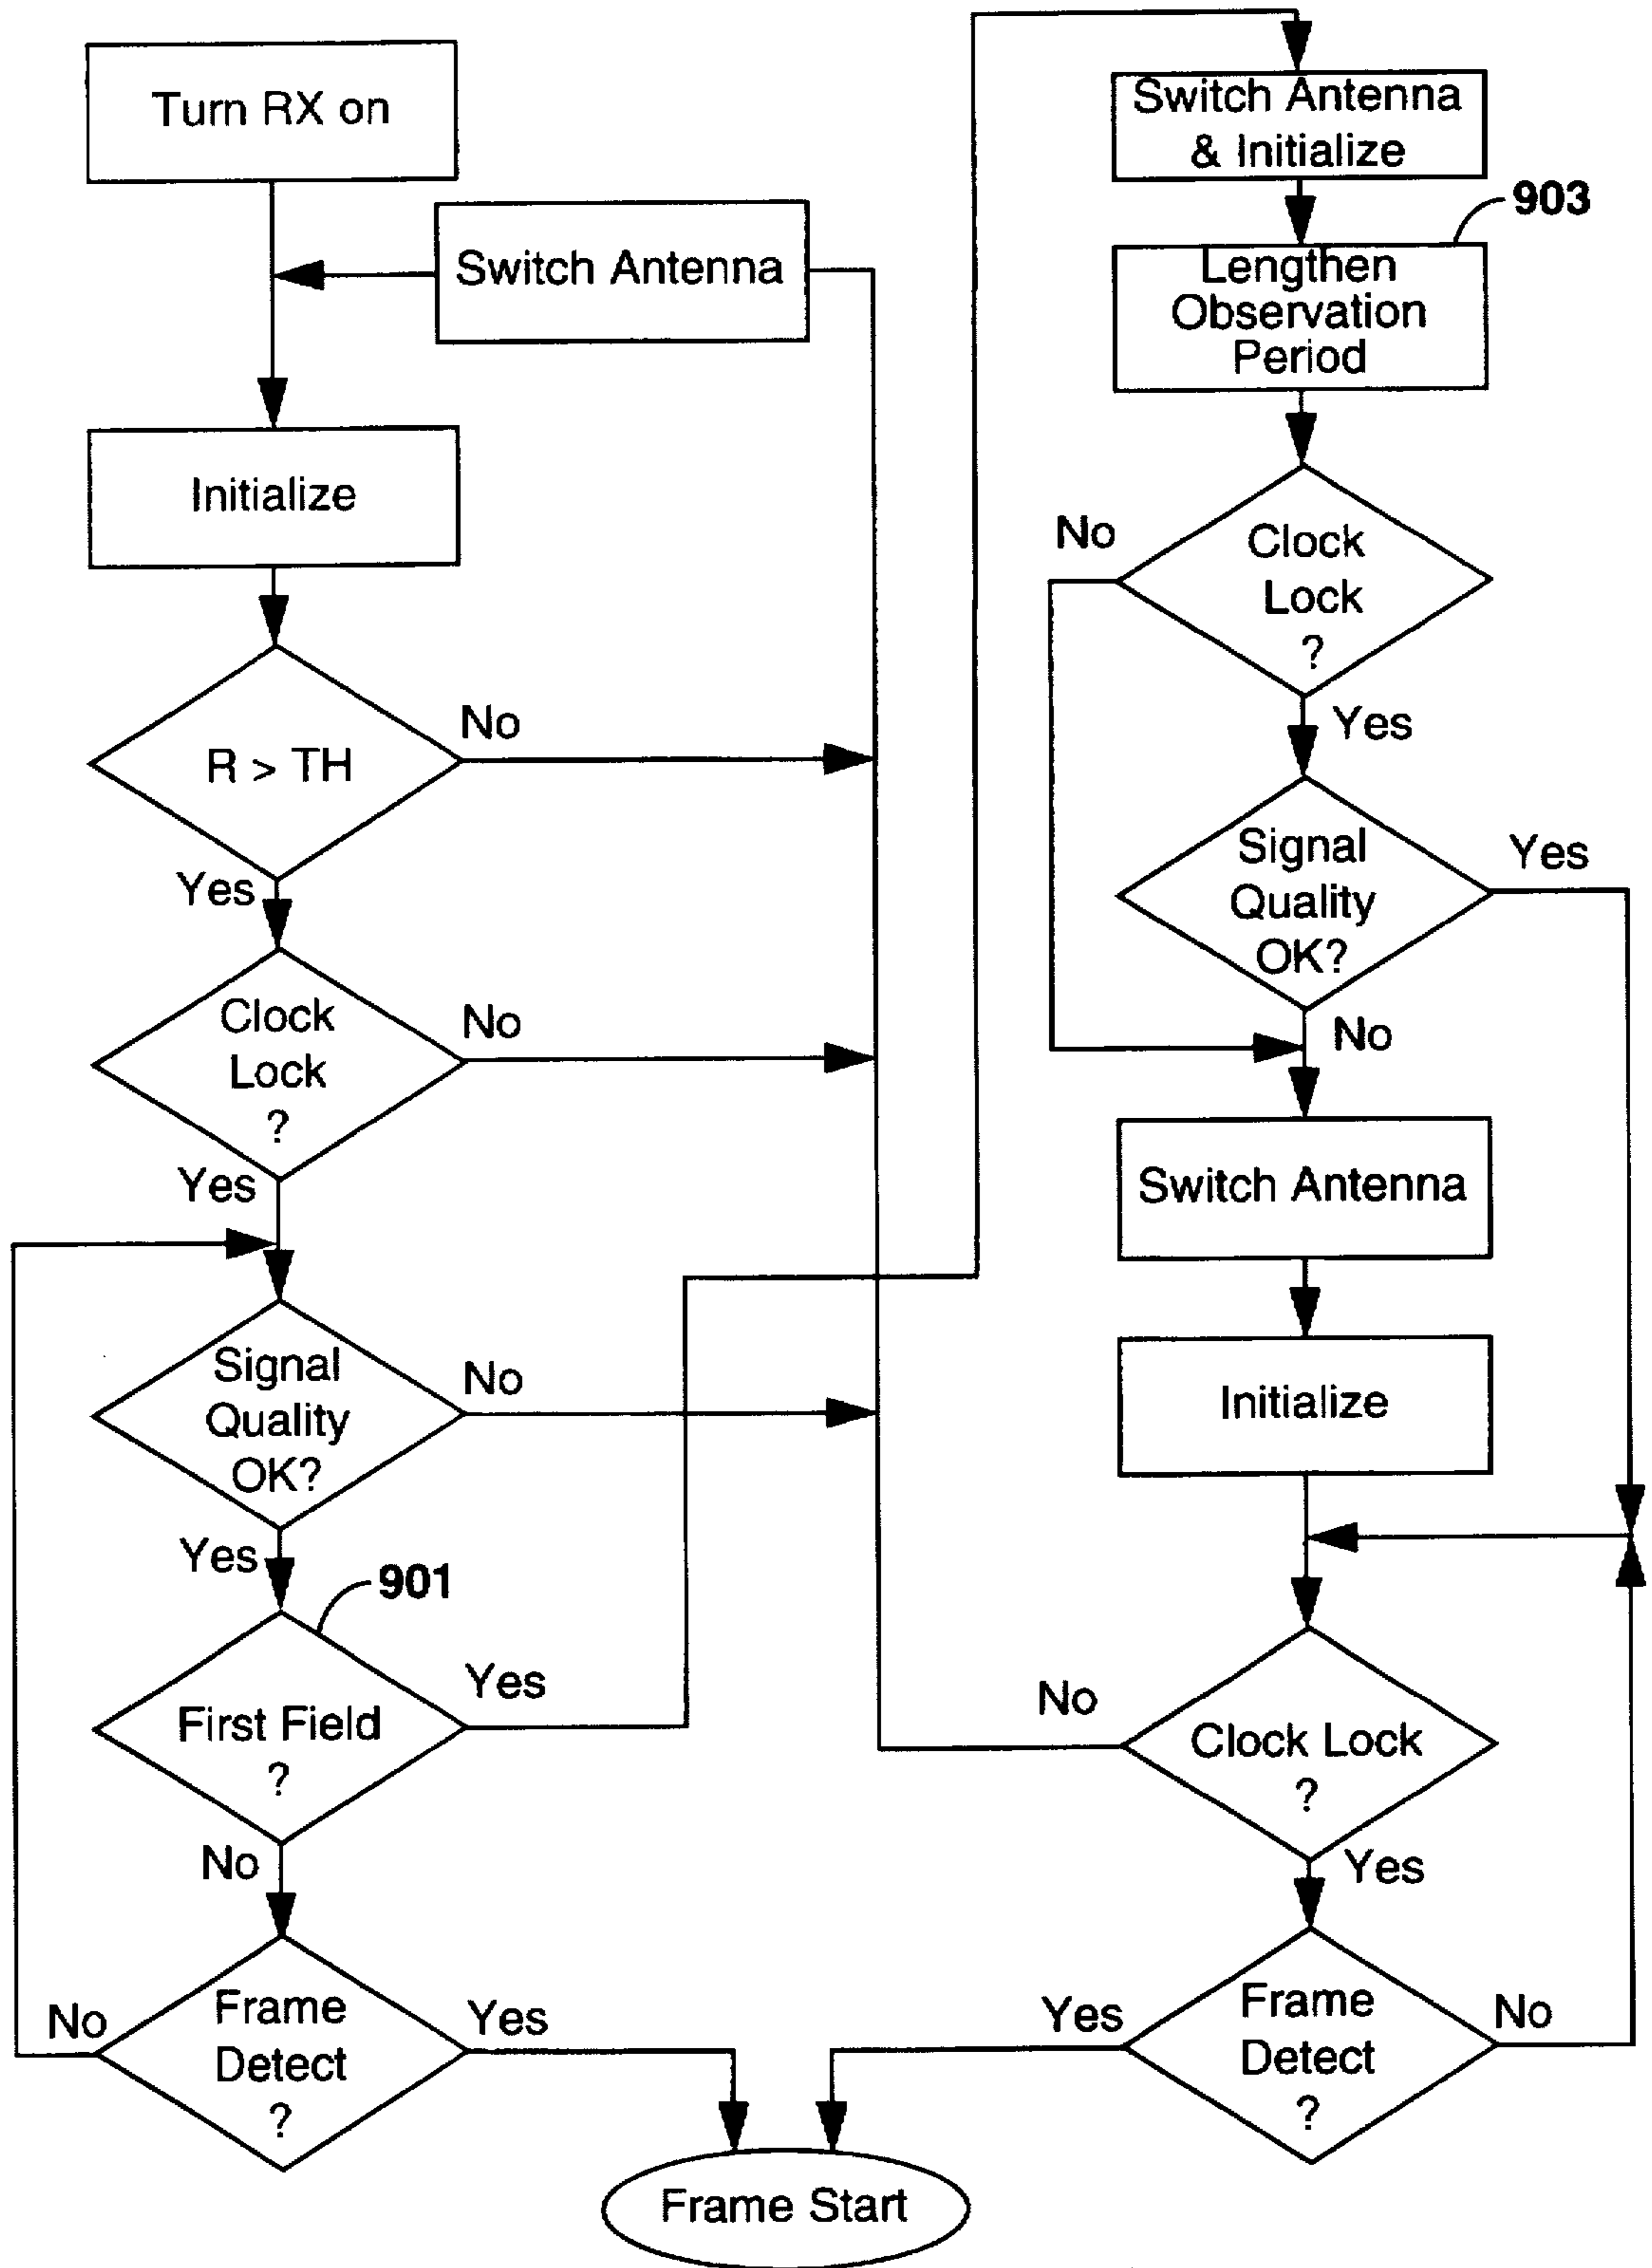 Turn RX on
Switch Antenna
Initialize
R > TH
No
Yes
Clock
Lock
?
No
Yes
Signal
Quality
OK?
No
Yes
901
First Field
?
Yes
No
Frame
Detect
?
No
Yes
Frame Start
Switch Antenna
& Initialize
903
Lengthen
Observation
Period
Clock
Lock
?
No
Yes
Signal
Quality
OK?
Yes
No
Switch Antenna
Initialize
Clock Lock
?
No
Yes
Frame
Detect
?
Yes
No